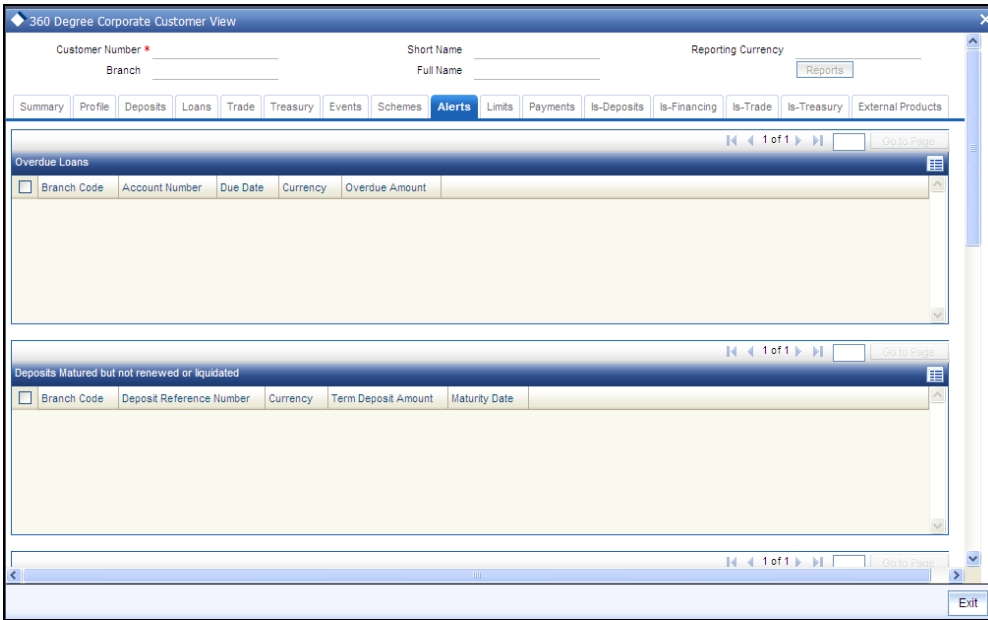 360 Degree Corporate Customer View
Customer Number * Short Name Reporting Currency
Branch Full Name Reports
Summary Profile Deposits Loans Trade Treasury Events Schemes Alerts Limits Payments Is-Deposits Is-Financing Is-Trade Is-Treasury External Products
1 of 1 Go to Page
Overdue Loans
Branch Code Account Number Due Date Currency Overdue Amount
1 of 1 Go to Page
Deposits Matured but not renewed or liquidated
Branch Code Deposit Reference Number Currency Term Deposit Amount Maturity Date
1 of 1 Go to Page
Exit